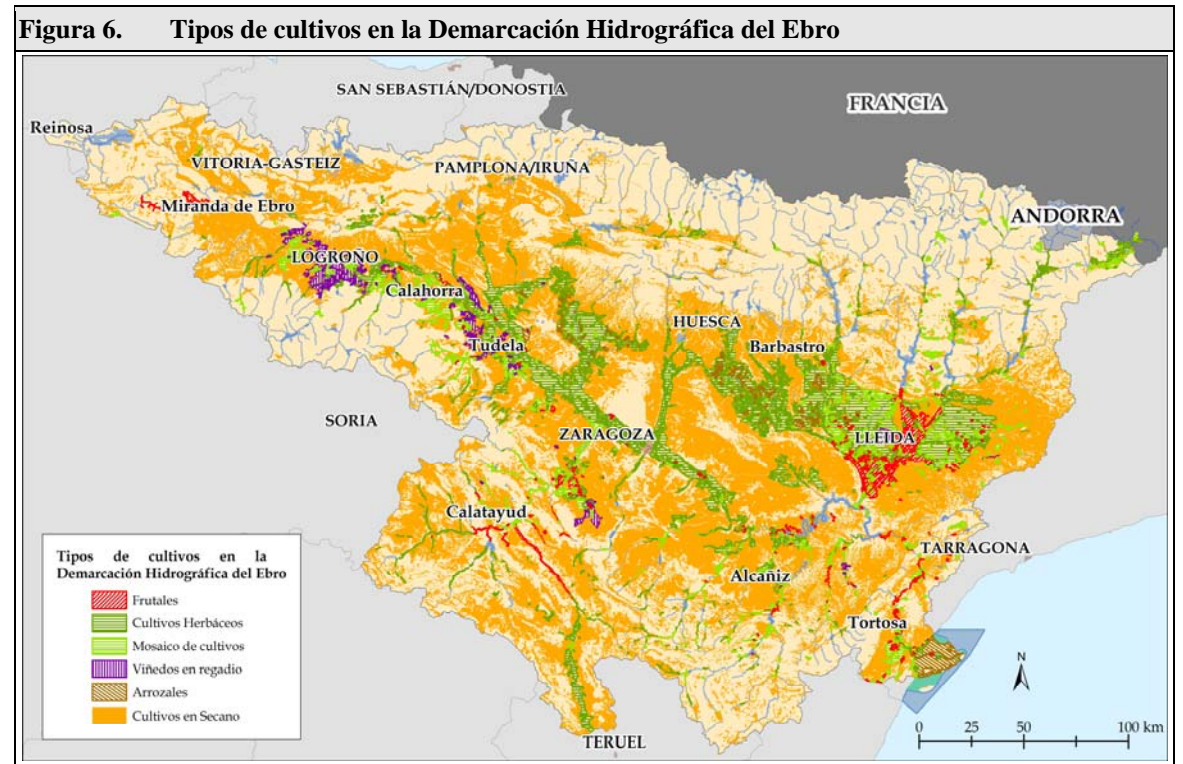 Figura 6. Tipos de cultivos en la Demarcación Hidrográfica del Ebro
SAN SEBASTIÁN/DONOSTIA
FRANCIA
Reinosa
VITORIA-GASTEIZ
PAMPLONA/IRUÑA
Miranda de Ebro
ANDORRA
LOGROÑO
Calahorra
HUESCA
Tudela
Barbastro
SORIA
ZARAGOZA
LLEIDA
Calatayud
TARRAGONA
Alcañiz
Tortosa
TERUEL
Tipos de cultivos en la
Demarcación Hidrográfica del Ebro
Frutales
Cultivos Herbáceos
Mosaico de cultivos
Viñedos en regadio
Arrozales
Cultivos en Secano
N
0 25 50 100 km